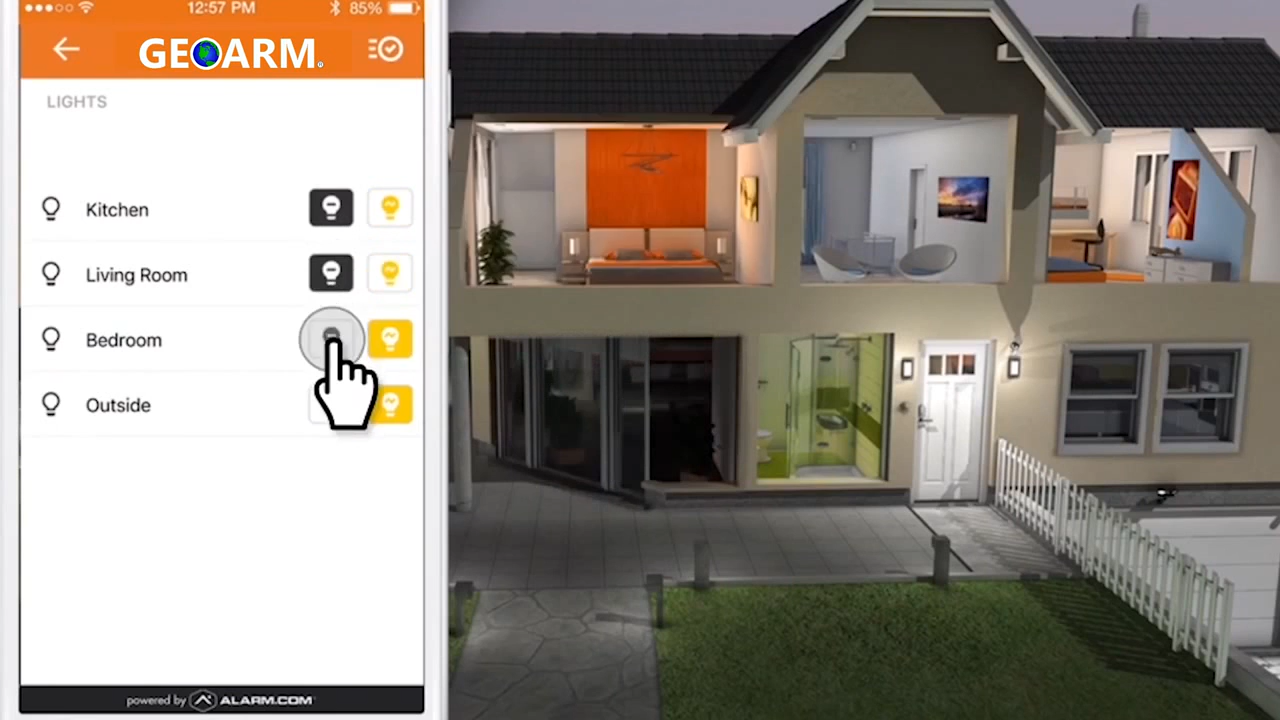 12:57 PM
85%
GEOARM®
LIGHTS
Kitchen
Living Room
Bedroom
Outside
powered by ALARM.COM